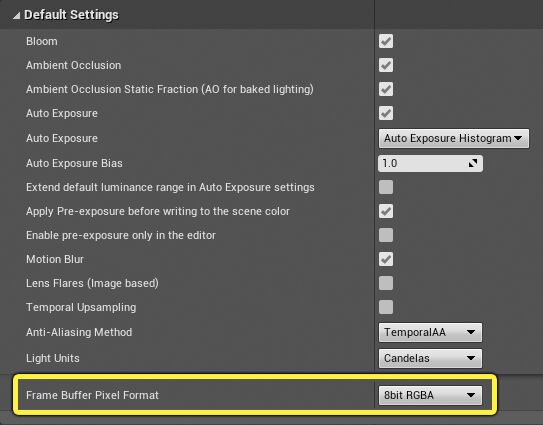 Default Settings
Bloom
Ambient Occlusion
Ambient Occlusion Static Fraction (AO for baked lighting)
Auto Exposure
Auto Exposure Auto Exposure Histogram
Auto Exposure Bias 1.0
Extend default luminance range in Auto Exposure settings
Apply Pre-exposure before writing to the scene color
Enable pre-exposure only in the editor
Motion Blur
Lens Flares (Image based)
Temporal Upsampling
Anti-Aliasing Method TemporalAA
Light Units Candelas
Frame Buffer Pixel Format 8bit RGBA